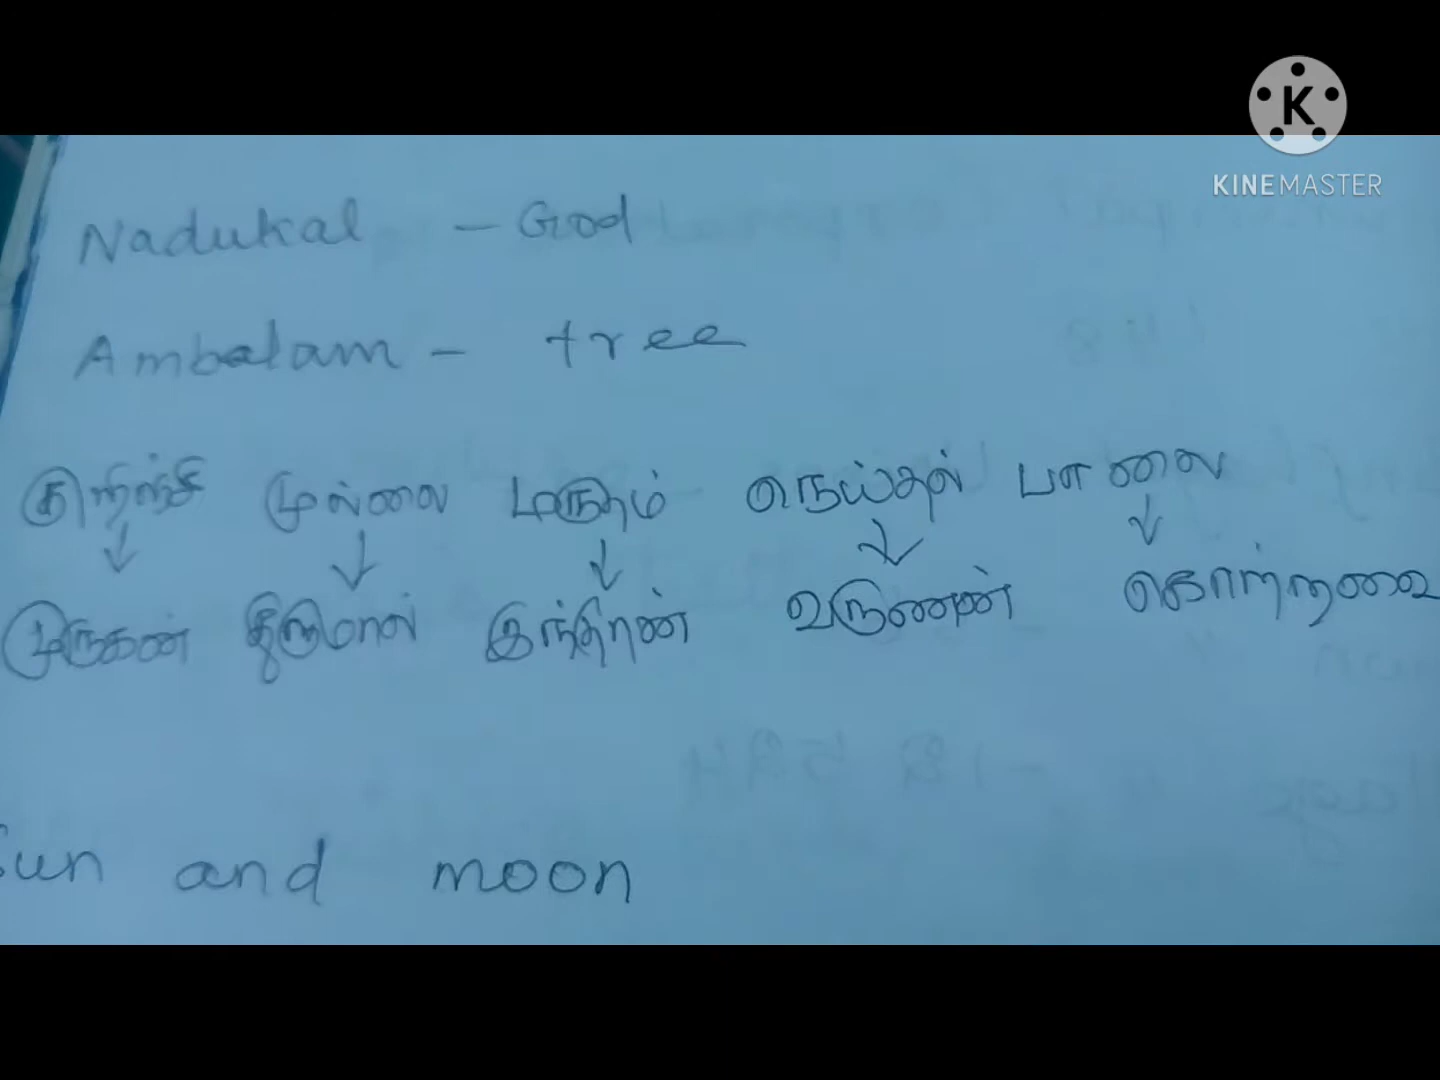 K
KINEMASTER
Nadukal - God
Ambalam - tree
குறிஞ்சி முல்லை மருதம் நெய்தல் பாலை
முருகன் திருமால் இந்திரன் வருணன் கொற்றவை
Sun and moon